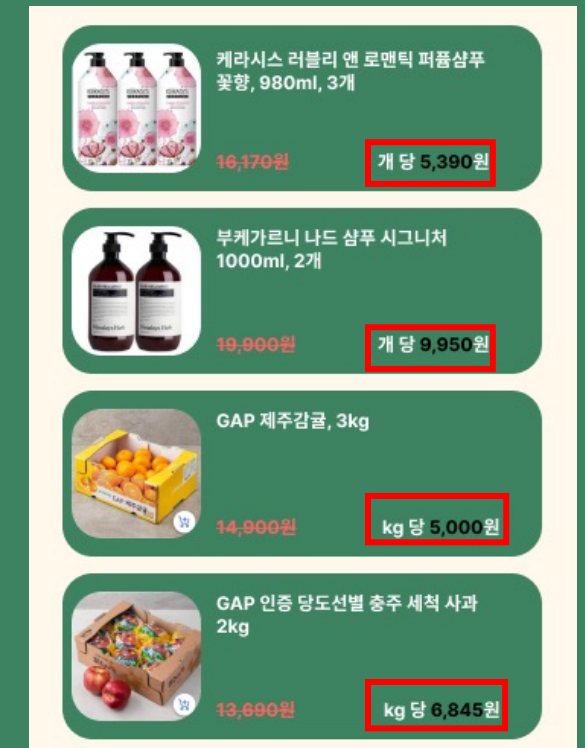 케라시스 러블리 앤 로맨틱 퍼퓸샴푸
꽃향, 980ml, 3개
16,170원
개 당 5,390원
부케가르니 나드 샴푸 시그니처
1000ml, 2개
19,900원
개 당 9,950원
GAP 제주감귤, 3kg
14,900원
kg 당 5,000원
GAP 인증 당도선별 충주 세척 사과
2kg
13,690원
kg 당 6,845원